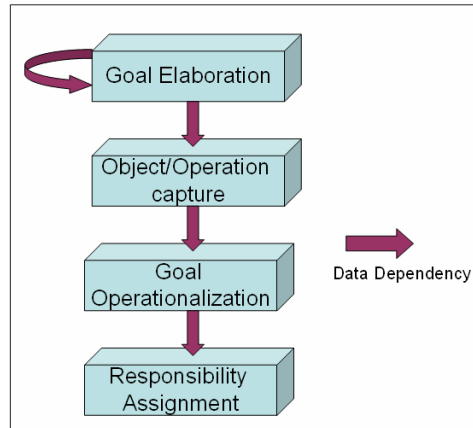 Goal Elaboration
Object/Operation
capture
Goal
Operationalization
Data Dependency
Responsibility
Assignment